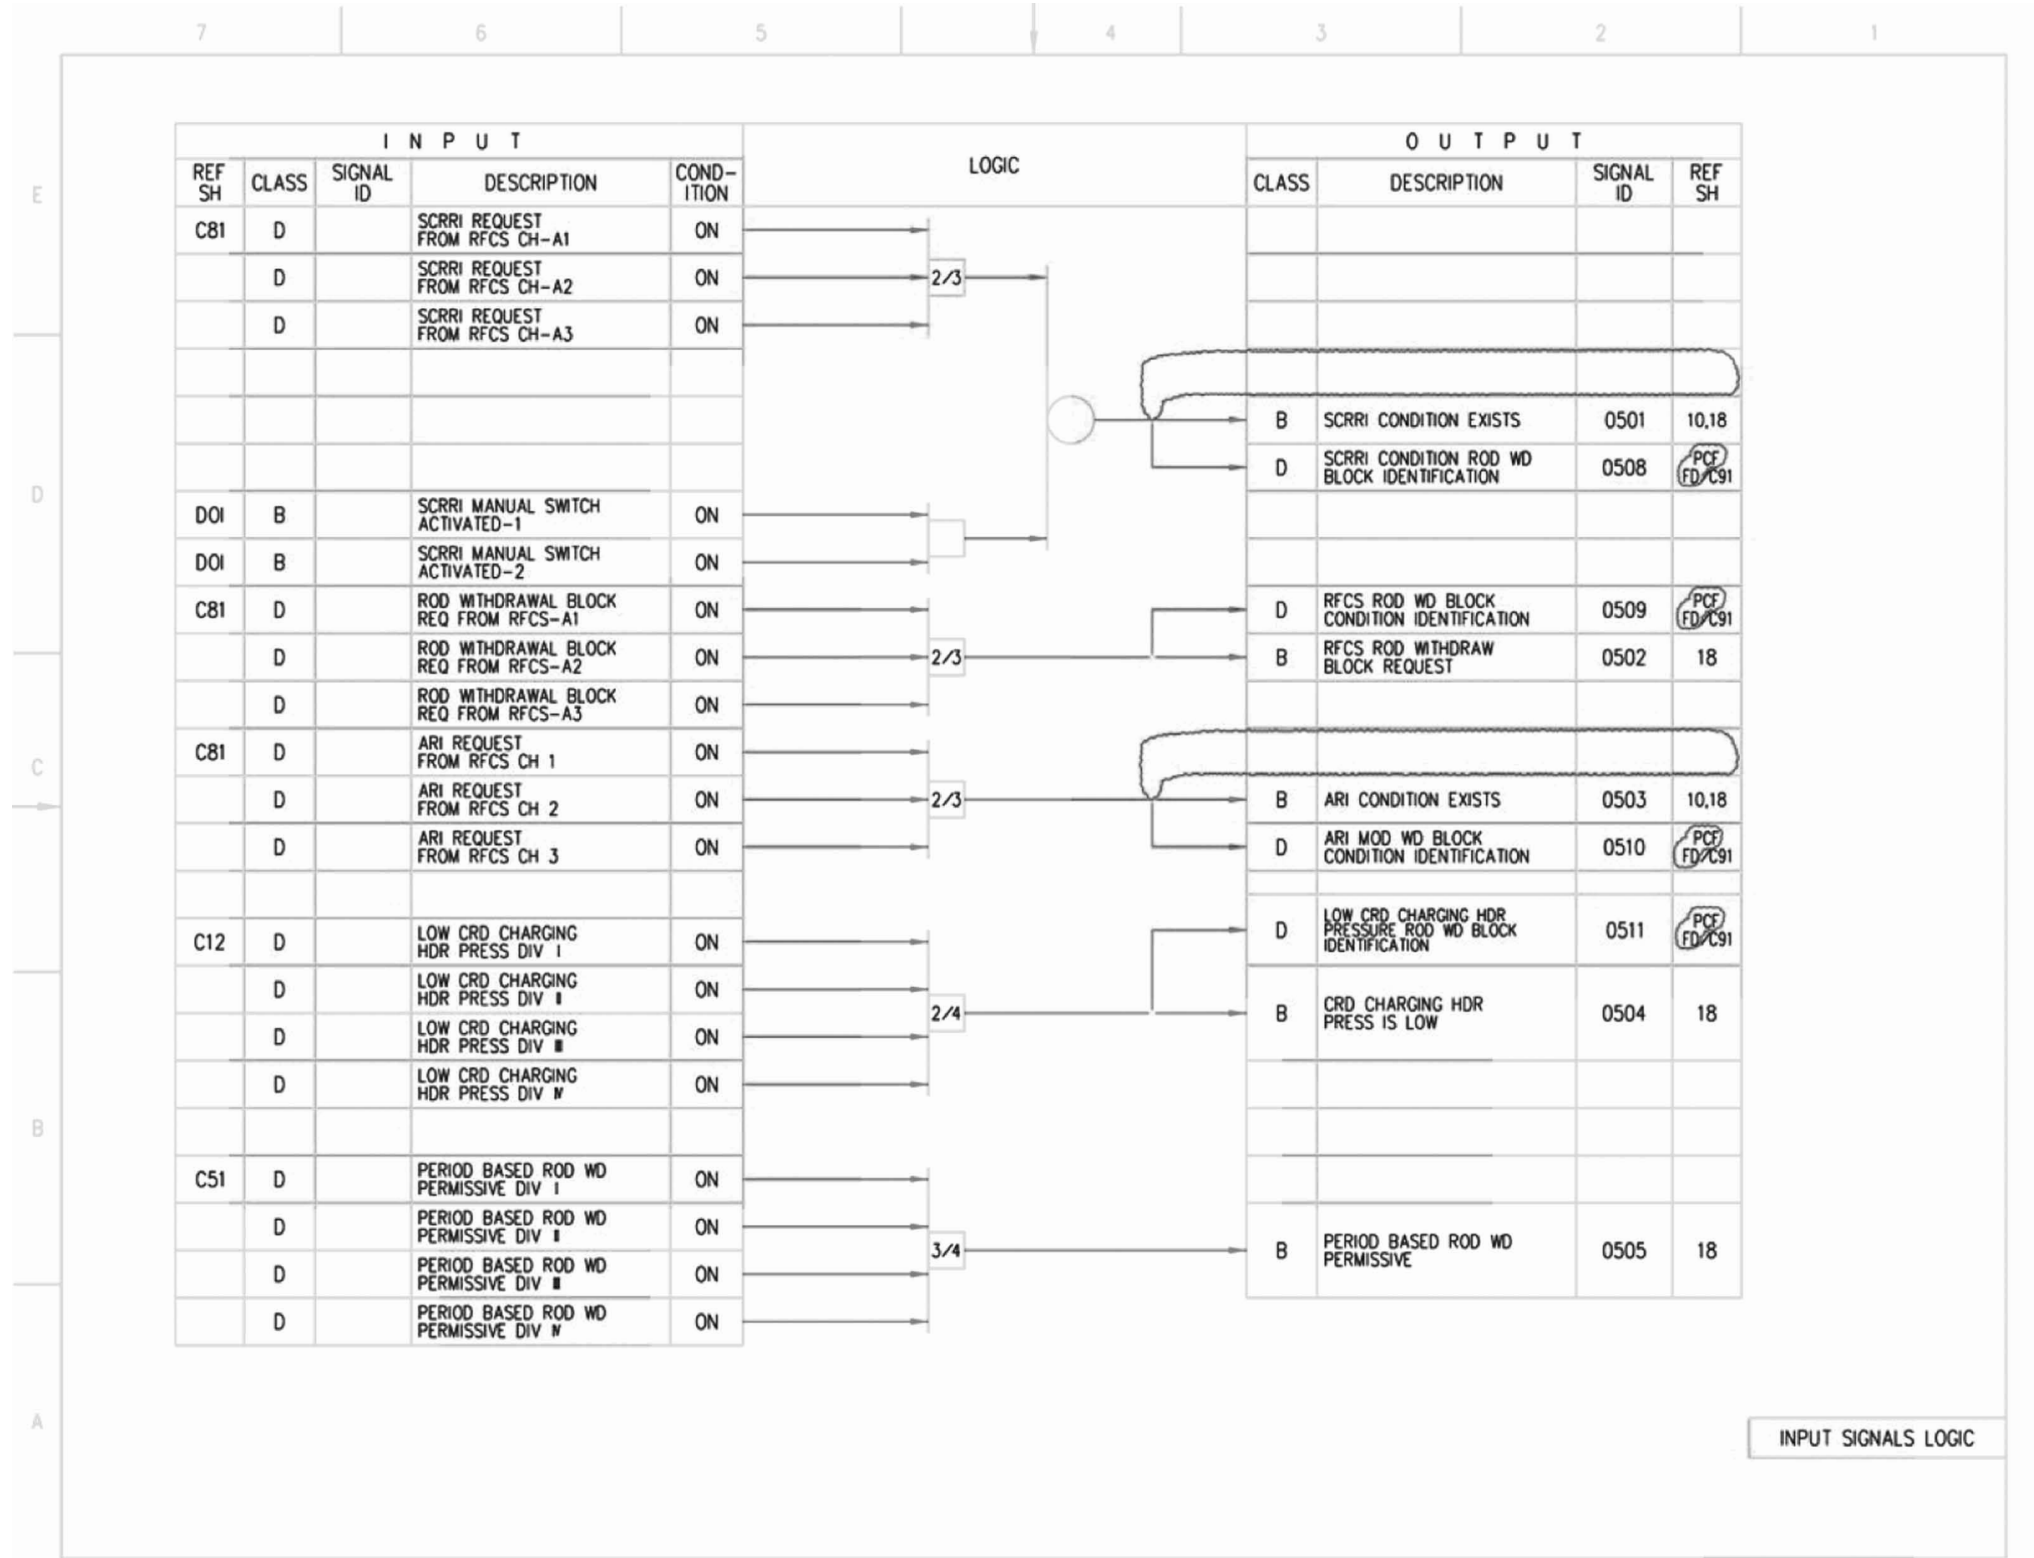 7 6 5 4 3 2 1
I N P U T
LOGIC
O U T P U T
REF SH CLASS SIGNAL ID DESCRIPTION COND-ITION
CLASS DESCRIPTION SIGNAL ID REF SH
E
C81 D SCRRI REQUEST
FROM RFCS CH-A1 ON
D SCRRI REQUEST
FROM RFCS CH-A2 ON 2/3
D SCRRI REQUEST
FROM RFCS CH-A3 ON
B SCRRI CONDITION EXISTS 0501 10,18
D
D SCRRI CONDITION ROD WD
BLOCK IDENTIFICATION 0508 PCF
FD/C91
DOI B SCRRI MANUAL SWITCH
ACTIVATED-1 ON
DOI B SCRRI MANUAL SWITCH
ACTIVATED-2 ON
C81 D ROD WITHDRAWAL BLOCK
REQ FROM RFCS-A1 ON
D RFCS ROD WD BLOCK
CONDITION IDENTIFICATION 0509 PCF
FD/C91
D ROD WITHDRAWAL BLOCK
REQ FROM RFCS-A2 ON 2/3
B RFCS ROD WITHDRAW
BLOCK REQUEST 0502 18
D ROD WITHDRAWAL BLOCK
REQ FROM RFCS-A3 ON
C
C81 D ARI REQUEST
FROM RFCS CH 1 ON
D ARI REQUEST
FROM RFCS CH 2 ON 2/3
B ARI CONDITION EXISTS 0503 10,18
D ARI REQUEST
FROM RFCS CH 3 ON
D ARI MOD WD BLOCK
CONDITION IDENTIFICATION 0510 PCF
FD/C91
C12 D LOW CRD CHARGING
HDR PRESS DIV I ON
D LOW CRD CHARGING HDR
PRESSURE ROD WD BLOCK
IDENTIFICATION 0511 PCF
FD/C91
D LOW CRD CHARGING
HDR PRESS DIV II ON
2/4
B CRD CHARGING HDR
PRESS IS LOW 0504 18
D LOW CRD CHARGING
HDR PRESS DIV III ON
D LOW CRD CHARGING
HDR PRESS DIV IV ON
B
C51 D PERIOD BASED ROD WD
PERMISSIVE DIV I ON
D PERIOD BASED ROD WD
PERMISSIVE DIV II ON
3/4
B PERIOD BASED ROD WD
PERMISSIVE 0505 18
D PERIOD BASED ROD WD
PERMISSIVE DIV III ON
D PERIOD BASED ROD WD
PERMISSIVE DIV IV ON
A
INPUT SIGNALS LOGIC